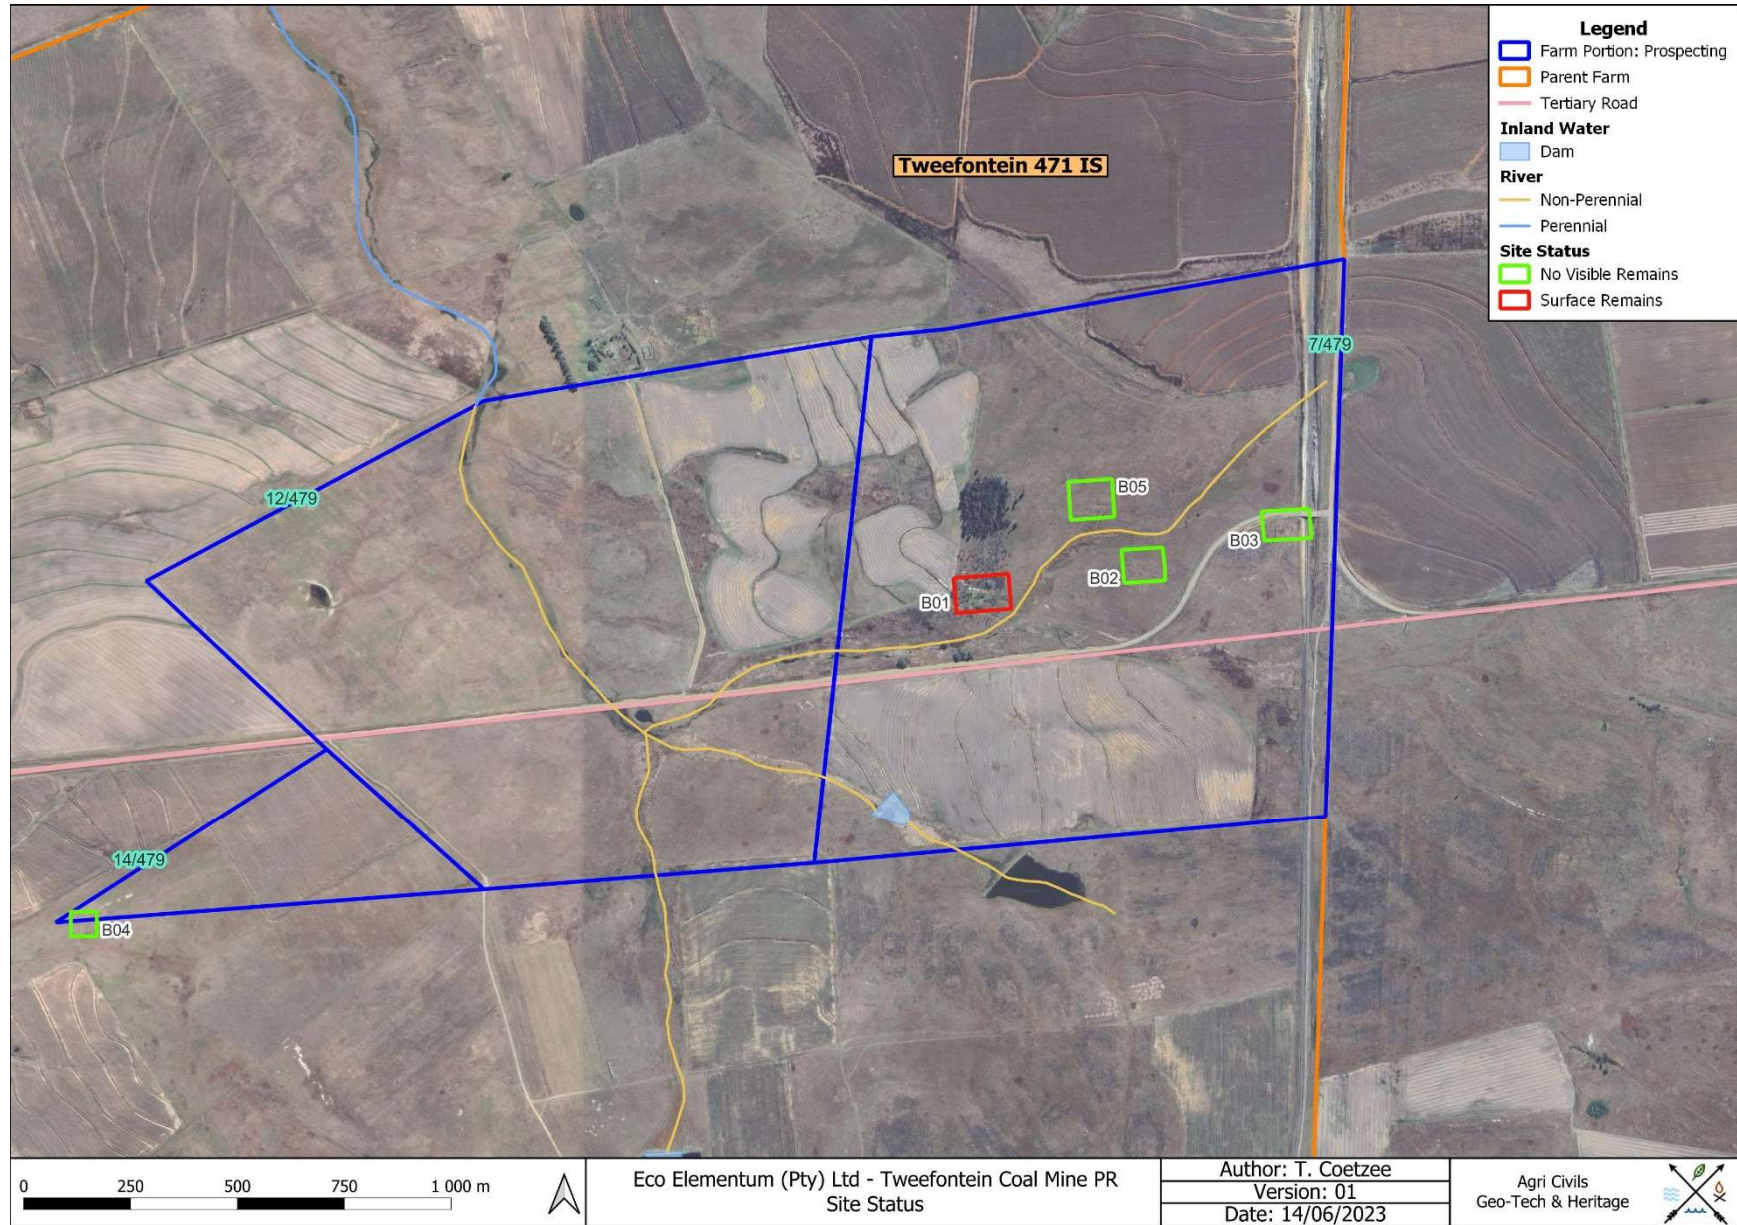 Legend
Farm Portion: Prospecting
Parent Farm
Tertiary Road
Inland Water
Dam
River
Non-Perennial
Perennial
Site Status
No Visible Remains
Surface Remains
Tweefontein 471 IS
7/479
12/479
B05
B03
B02
B01
14/479
B04
0 250 500 750 1 000 m
Eco Elementum (Pty) Ltd - Tweefontein Coal Mine PR
Site Status
Author: T. Coetzee
Version: 01
Date: 14/06/2023
Agri Civils
Geo-Tech & Heritage